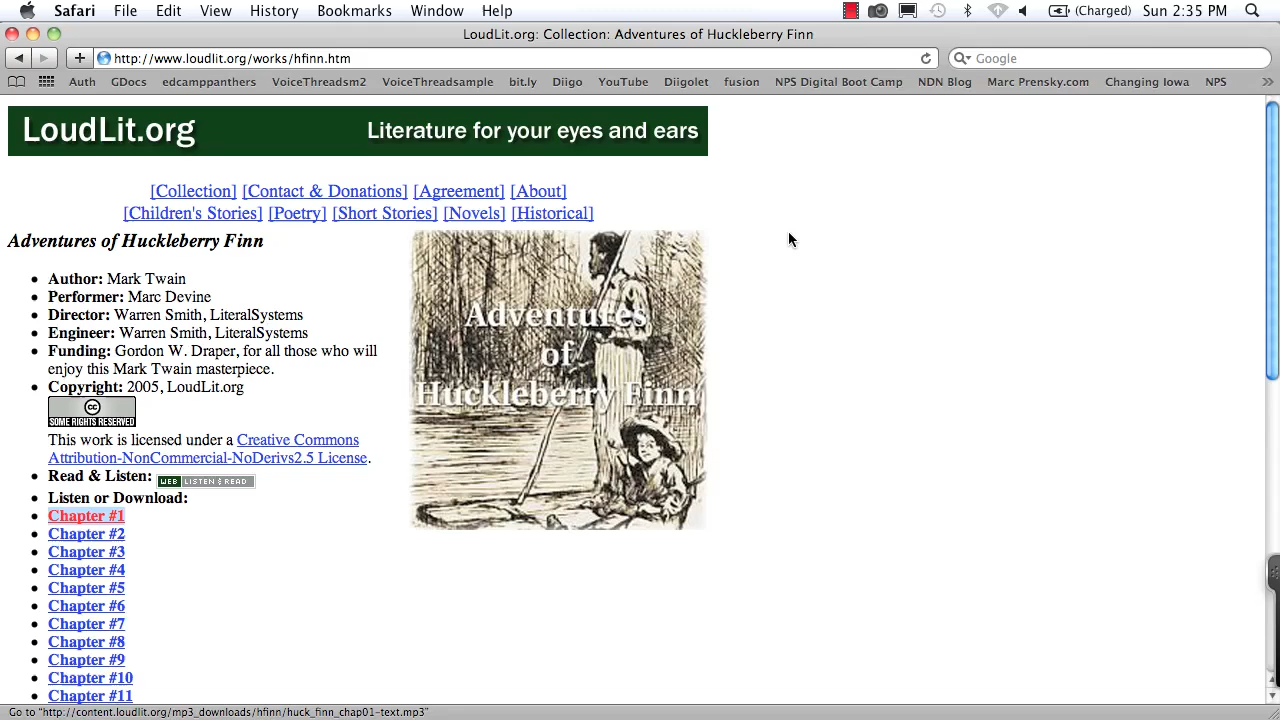 Safari File Edit View History Bookmarks Window Help (Charged) Sun 2:35 PM
LoudLit.org: Collection: Adventures of Huckleberry Finn
http://www.loudlit.org/works/hfinn.htm Google
Auth GDocs edcamppanthers VoiceThreadsm2 VoiceThreadsample bit.ly Diigo YouTube Diigolet fusion NPS Digital Boot Camp NDN Blog Marc Prensky.com Changing Iowa NPS
LoudLit.org Literature for your eyes and ears
[Collection] [Contact & Donations] [Agreement] [About]
[Children's Stories] [Poetry] [Short Stories] [Novels] [Historical]
Adventures of Huckleberry Finn
Author: Mark Twain
Performer: Marc Devine
Director: Warren Smith, LiteralSystems
Engineer: Warren Smith, LiteralSystems
Funding: Gordon W. Draper, for all those who will
enjoy this Mark Twain masterpiece.
Copyright: 2005, LoudLit.org
cc
SOME RIGHTS RESERVED
This work is licensed under a Creative Commons
Attribution-NonCommercial-NoDerivs2.5 License.
Read & Listen: WEB LISTEN & READ
Listen or Download:
Chapter #1
Chapter #2
Chapter #3
Chapter #4
Chapter #5
Chapter #6
Chapter #7
Chapter #8
Chapter #9
Chapter #10
Chapter #11
Adventures
of
Huckleberry Finn
Go to "http://content.loudlit.org/mp3_downloads/hfinn/huck_finn_chap01-text.mp3"